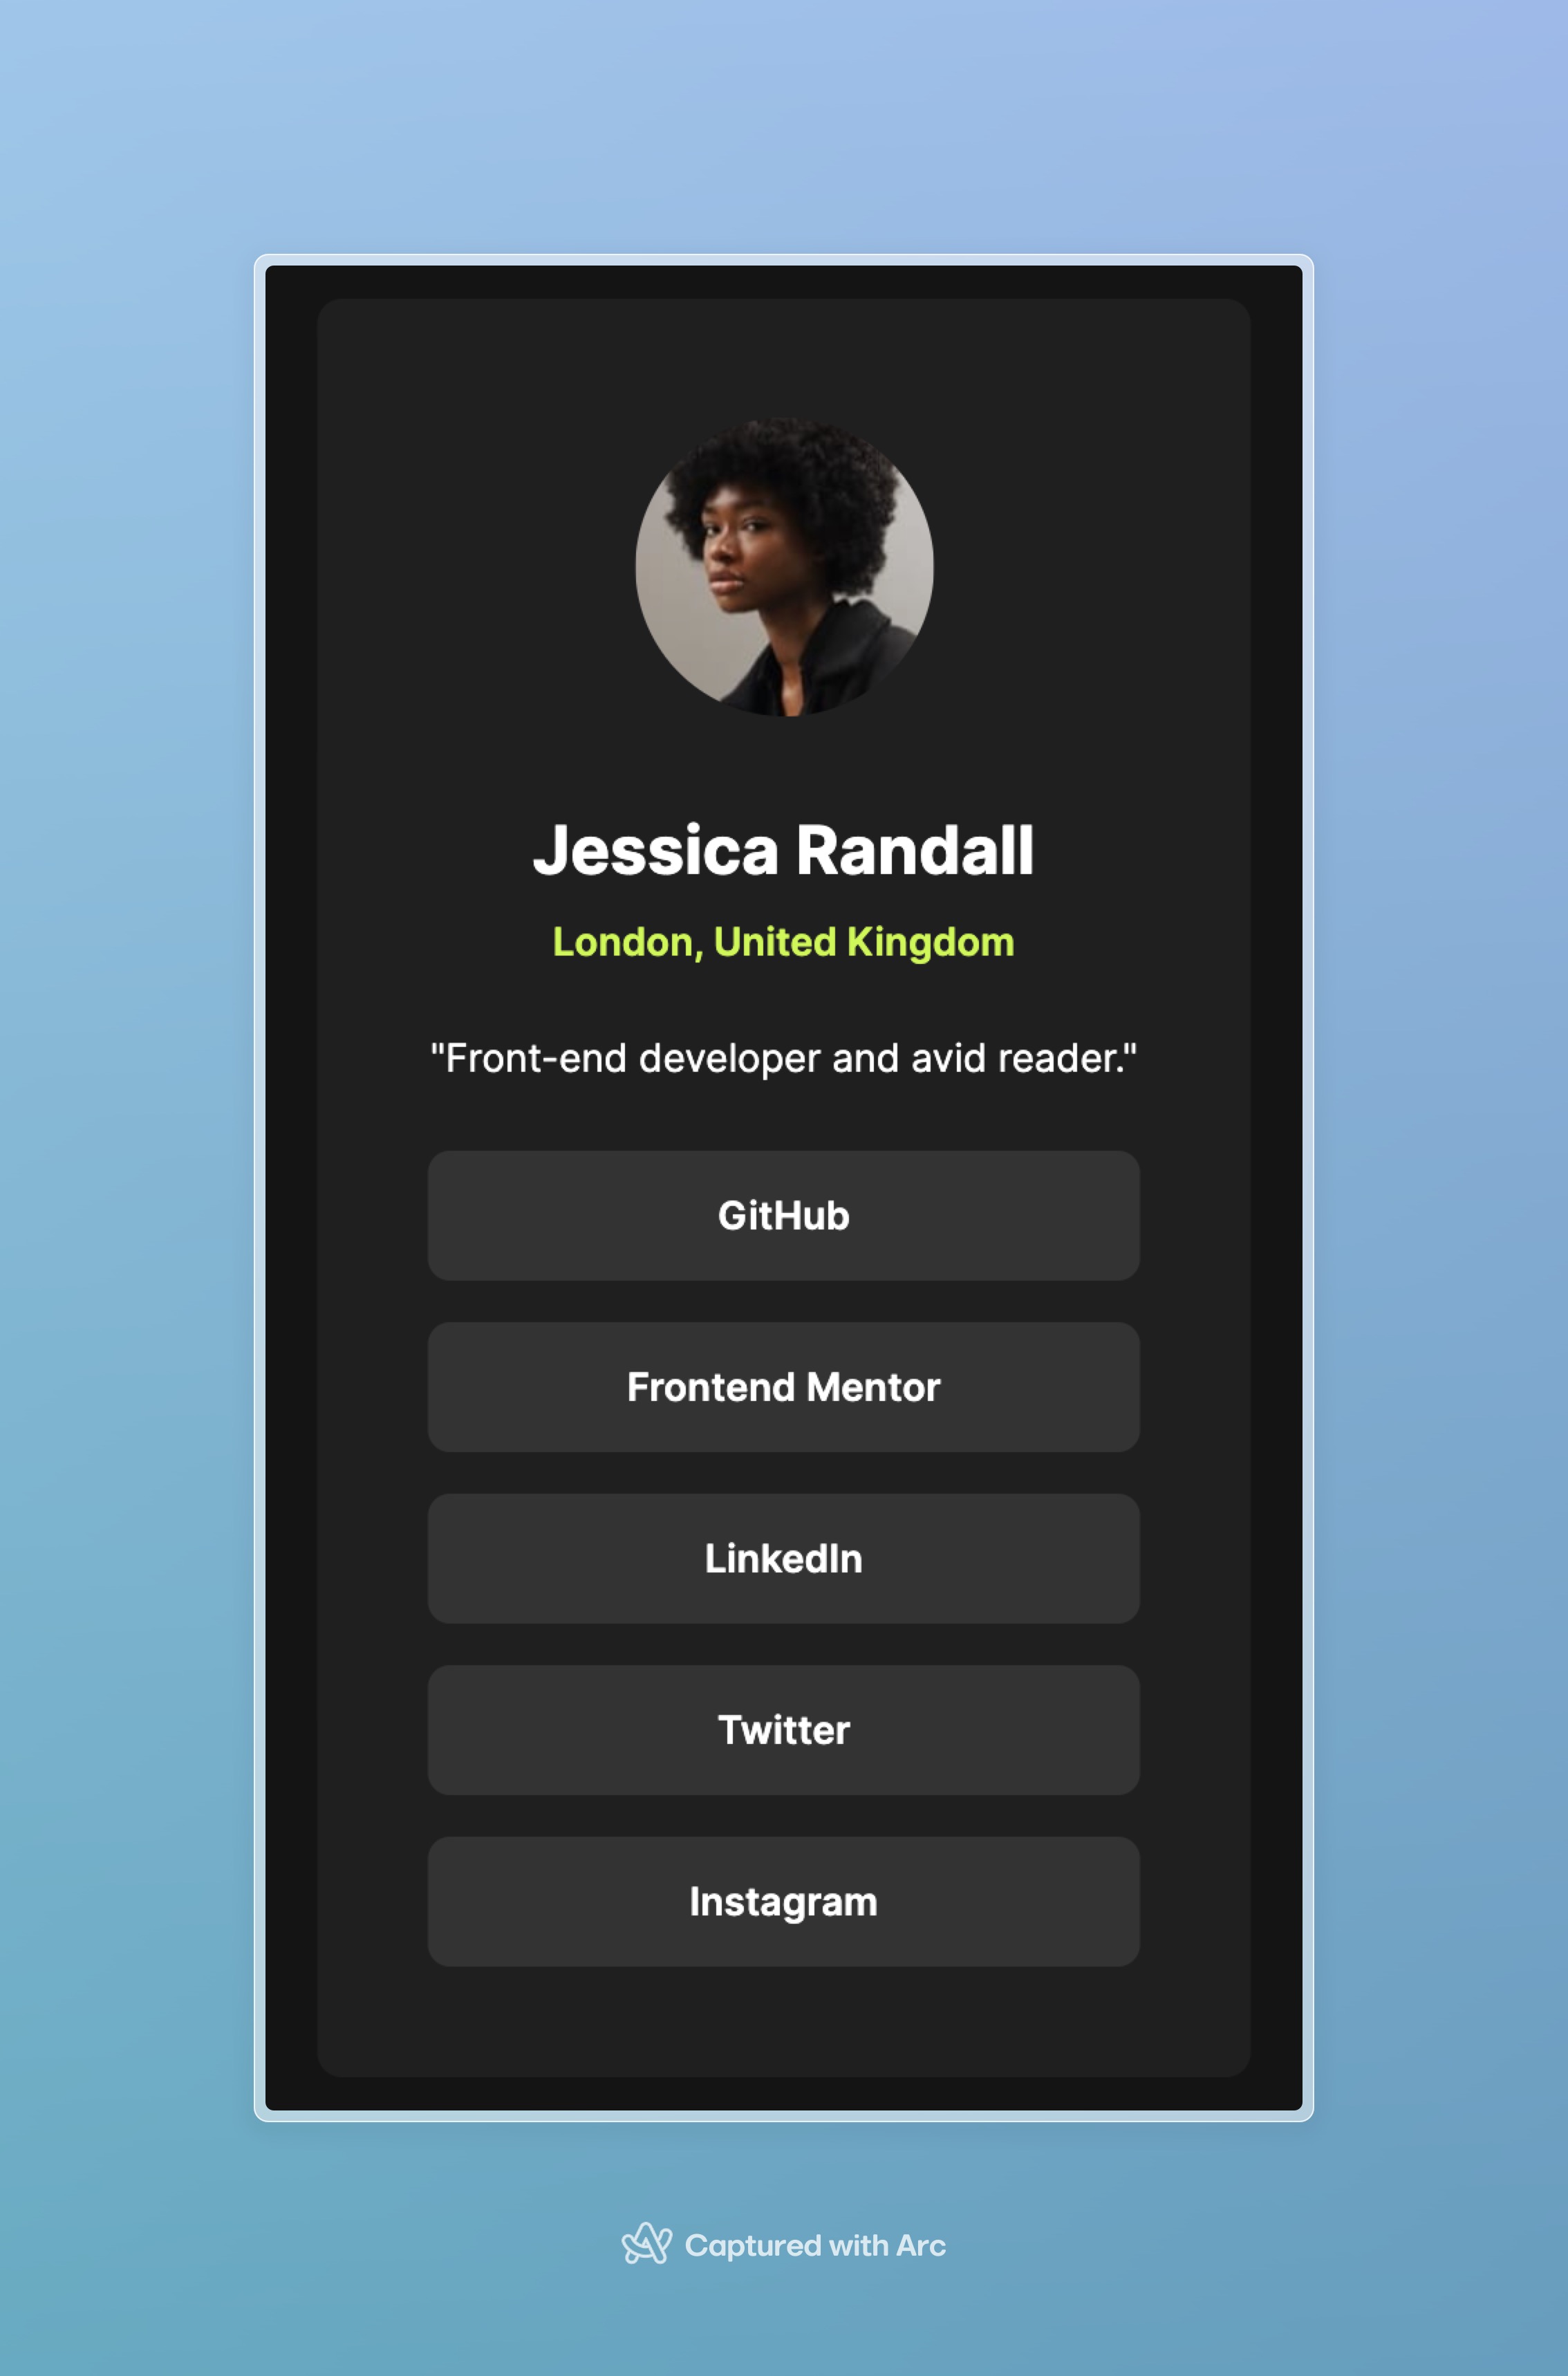 Jessica Randall
London, United Kingdom
"Front-end developer and avid reader."
GitHub
Frontend Mentor
LinkedIn
Twitter
Instagram
Captured with Arc